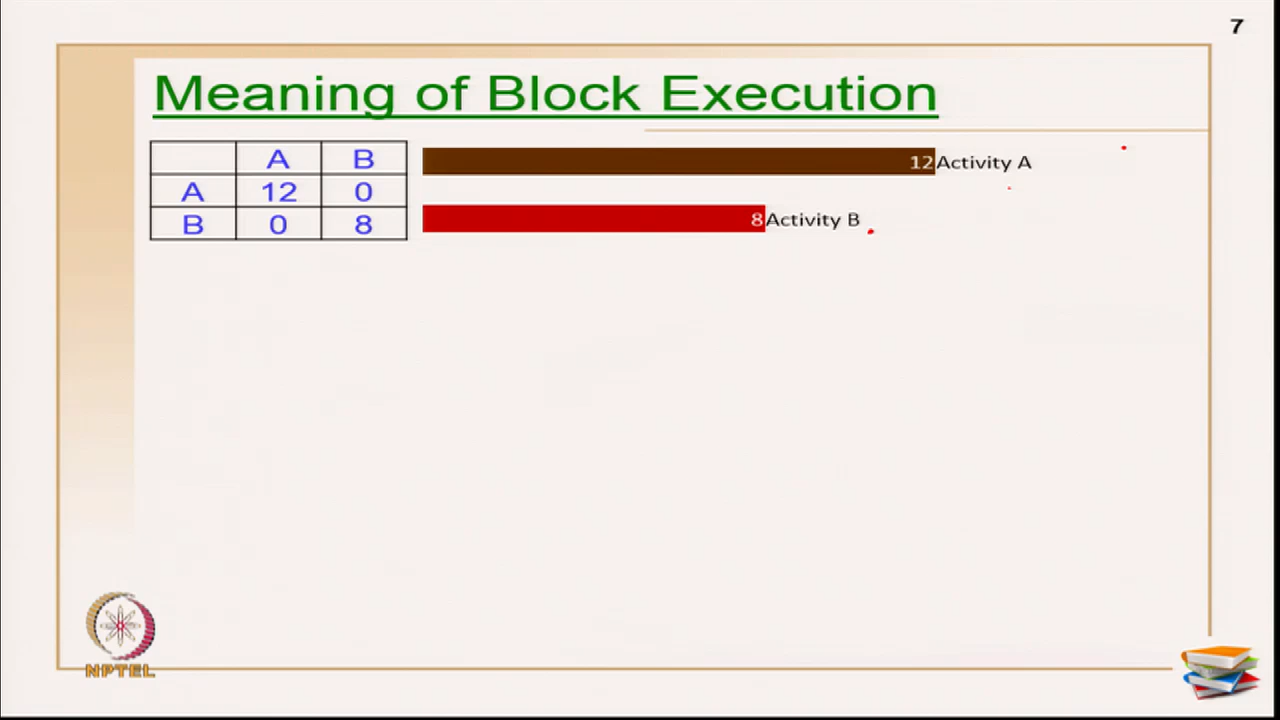 7
Meaning of Block Execution
A B
A 12 0
B 0 8
12 Activity A
8 Activity B
NPTEL